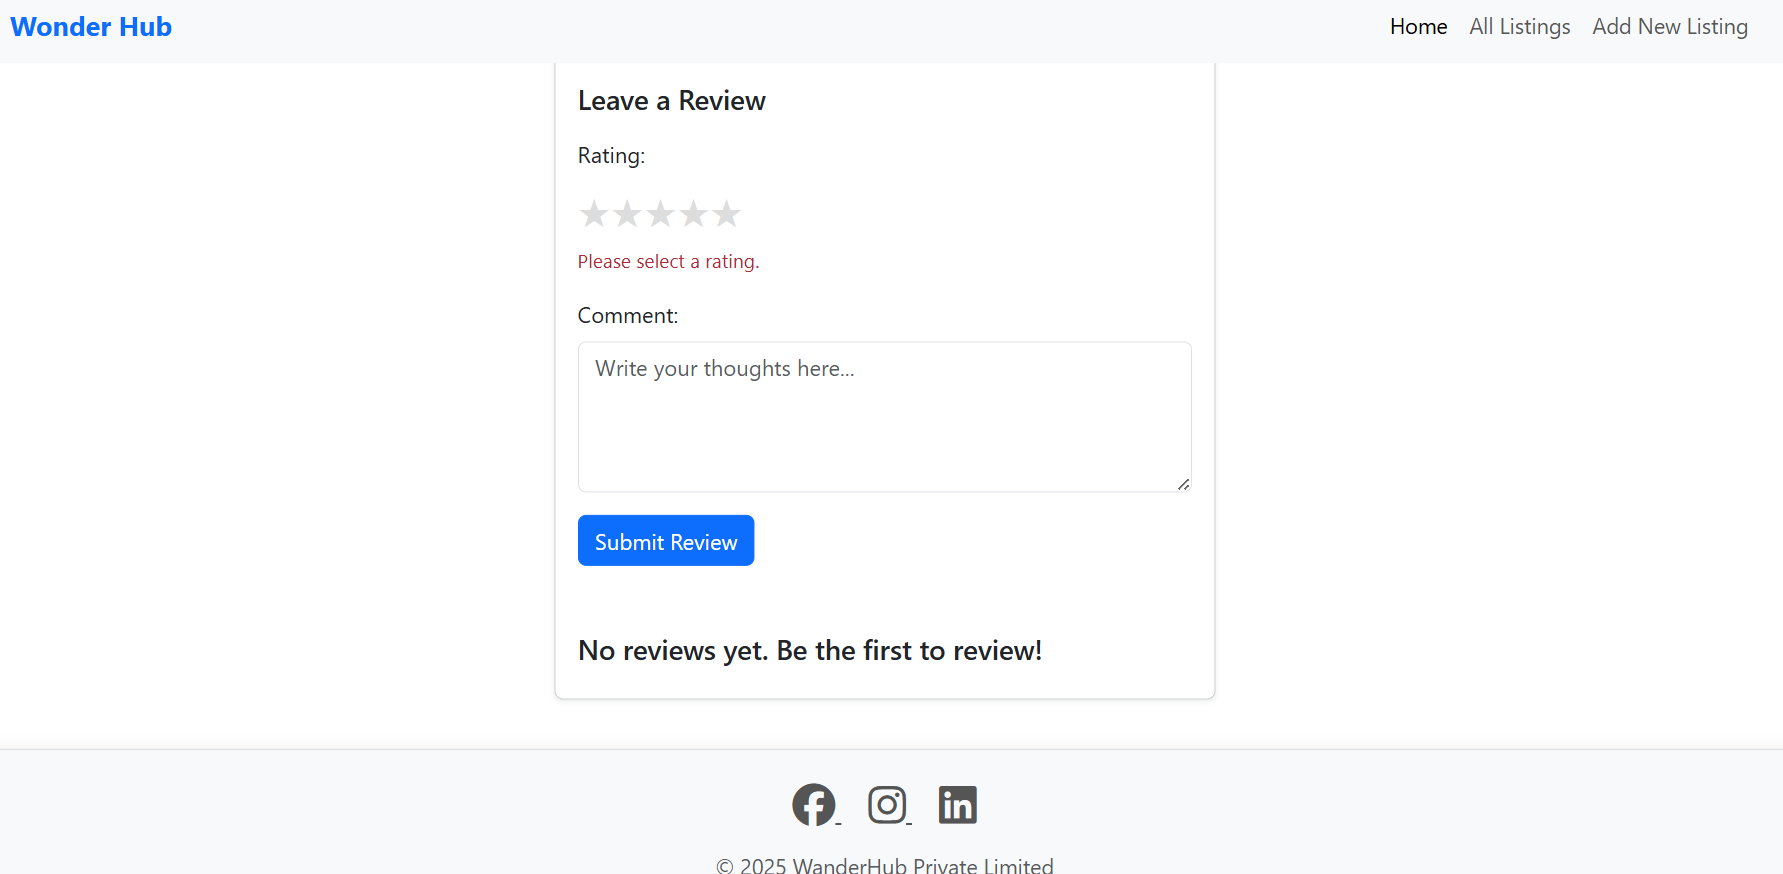 Wonder Hub
Home All Listings Add New Listing
Leave a Review
Rating:
★★★★★
Please select a rating.
Comment:
Write your thoughts here...
Submit Review
No reviews yet. Be the first to review!
© 2025 WanderHub Private Limited